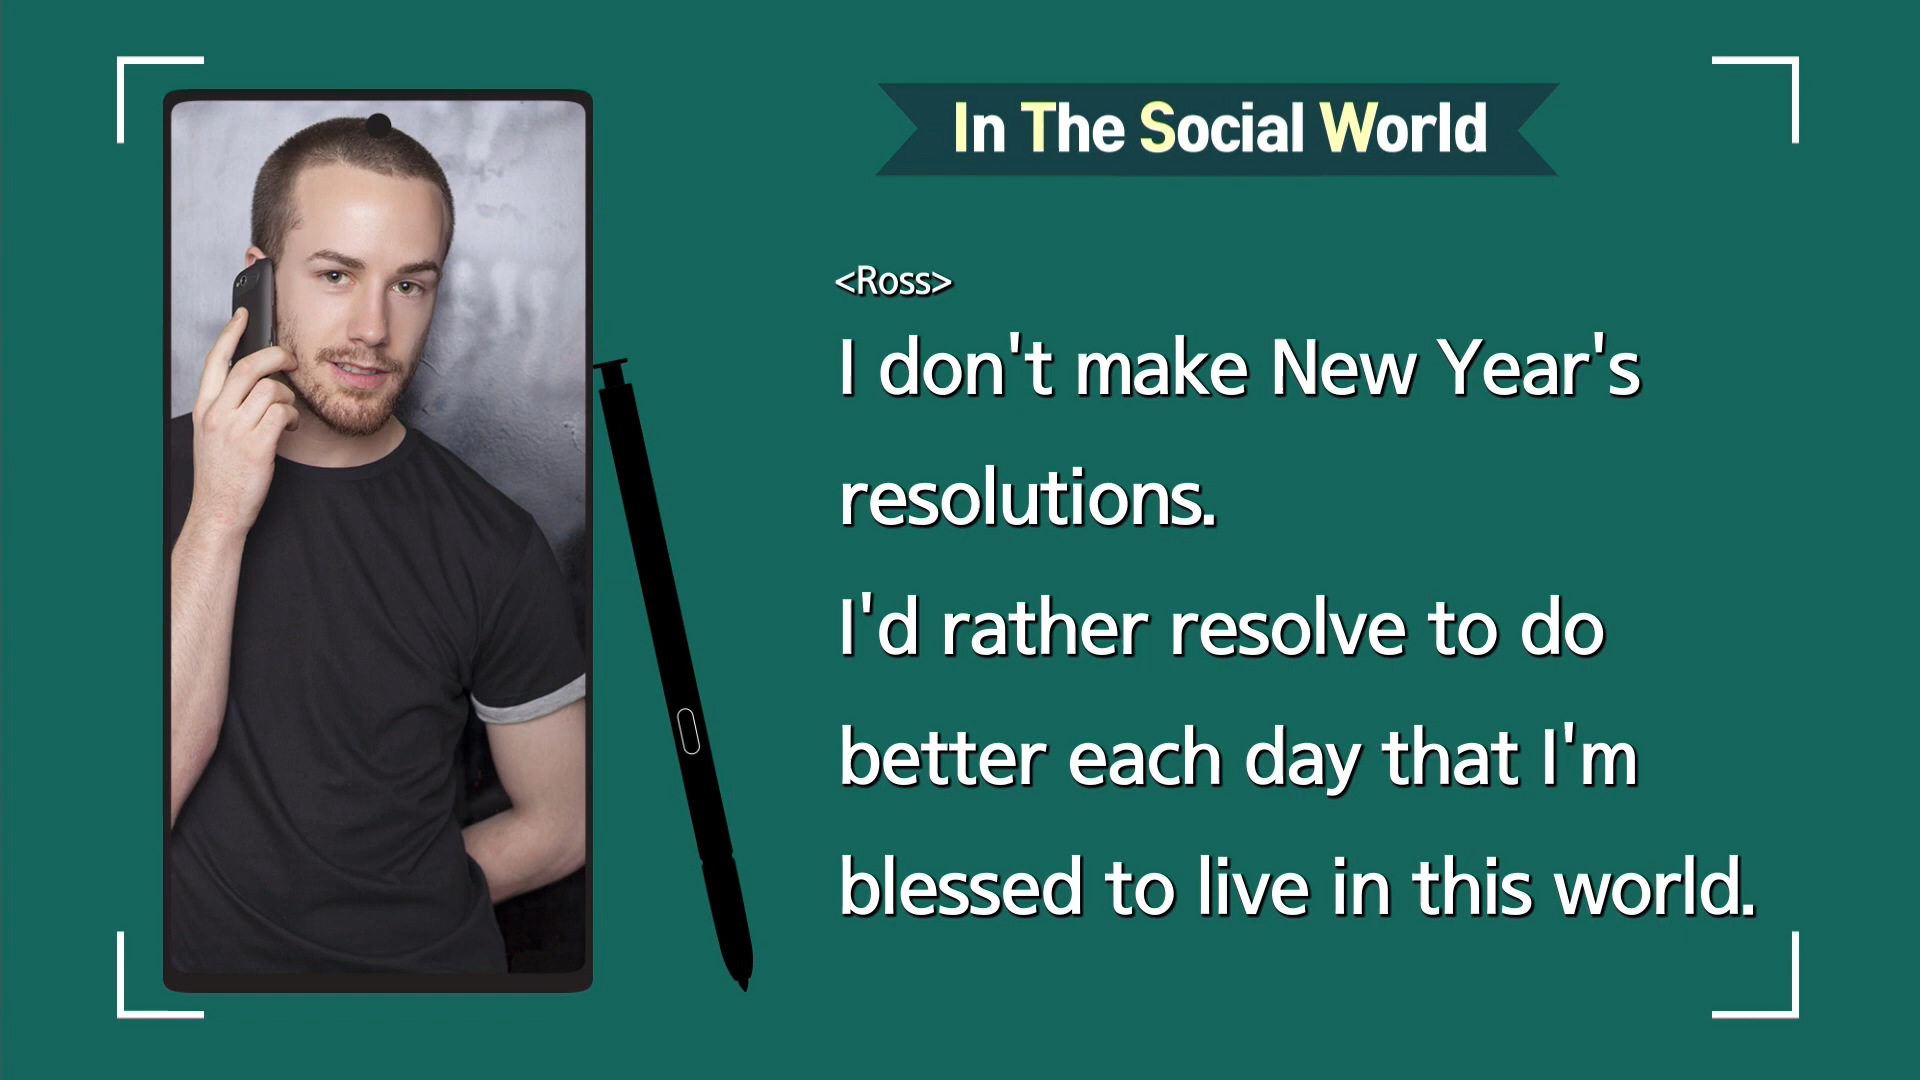 In The Social World
<Ross>
I don't make New Year's
resolutions.
I'd rather resolve to do
better each day that I'm
blessed to live in this world.